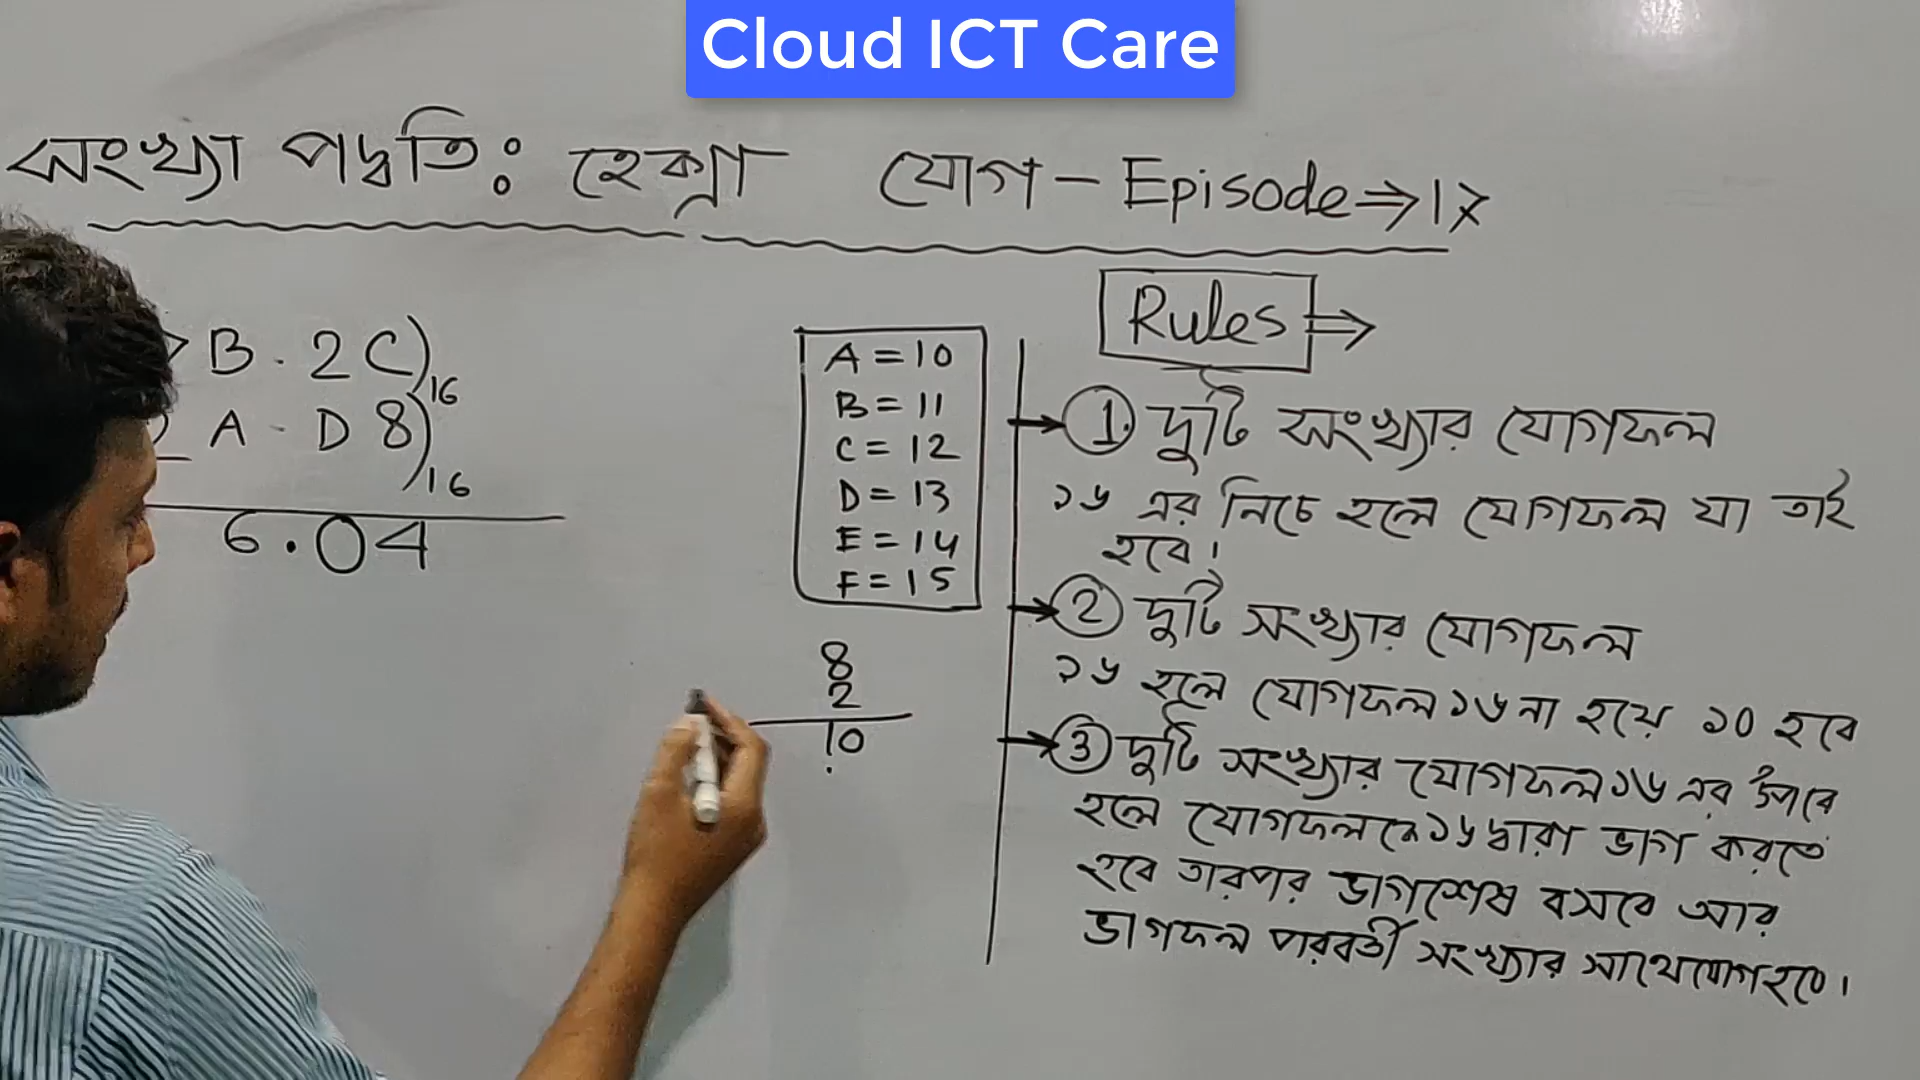 Cloud ICT Care
সংখ্যা পদ্ধতি: হেক্সা যোগ - Episode ⇒ 17
B . 2 C)16
A . D 8)16
6.04
A = 10
B = 11
C = 12
D = 13
E = 14
F = 15
8
2
10
Rules ⇒
→ 1. দুটি সংখ্যার যোগফল
১৬ এর নিচে হলে যোগফল যা তাই
হবে।
→ 2 দুটি সংখ্যার যোগফল
১৬ হলে যোগফল ১৬ না হয়ে ১০ হবে
→ 3 দুটি সংখ্যার যোগফল ১৬ এর উপরে
হলে যোগফলকে ১৬ দ্বারা ভাগ করতে
হবে তারপর ভাগশেষ বসবে আর
ভাগফল পরবর্তী সংখ্যার সাথে যোগ হবে।